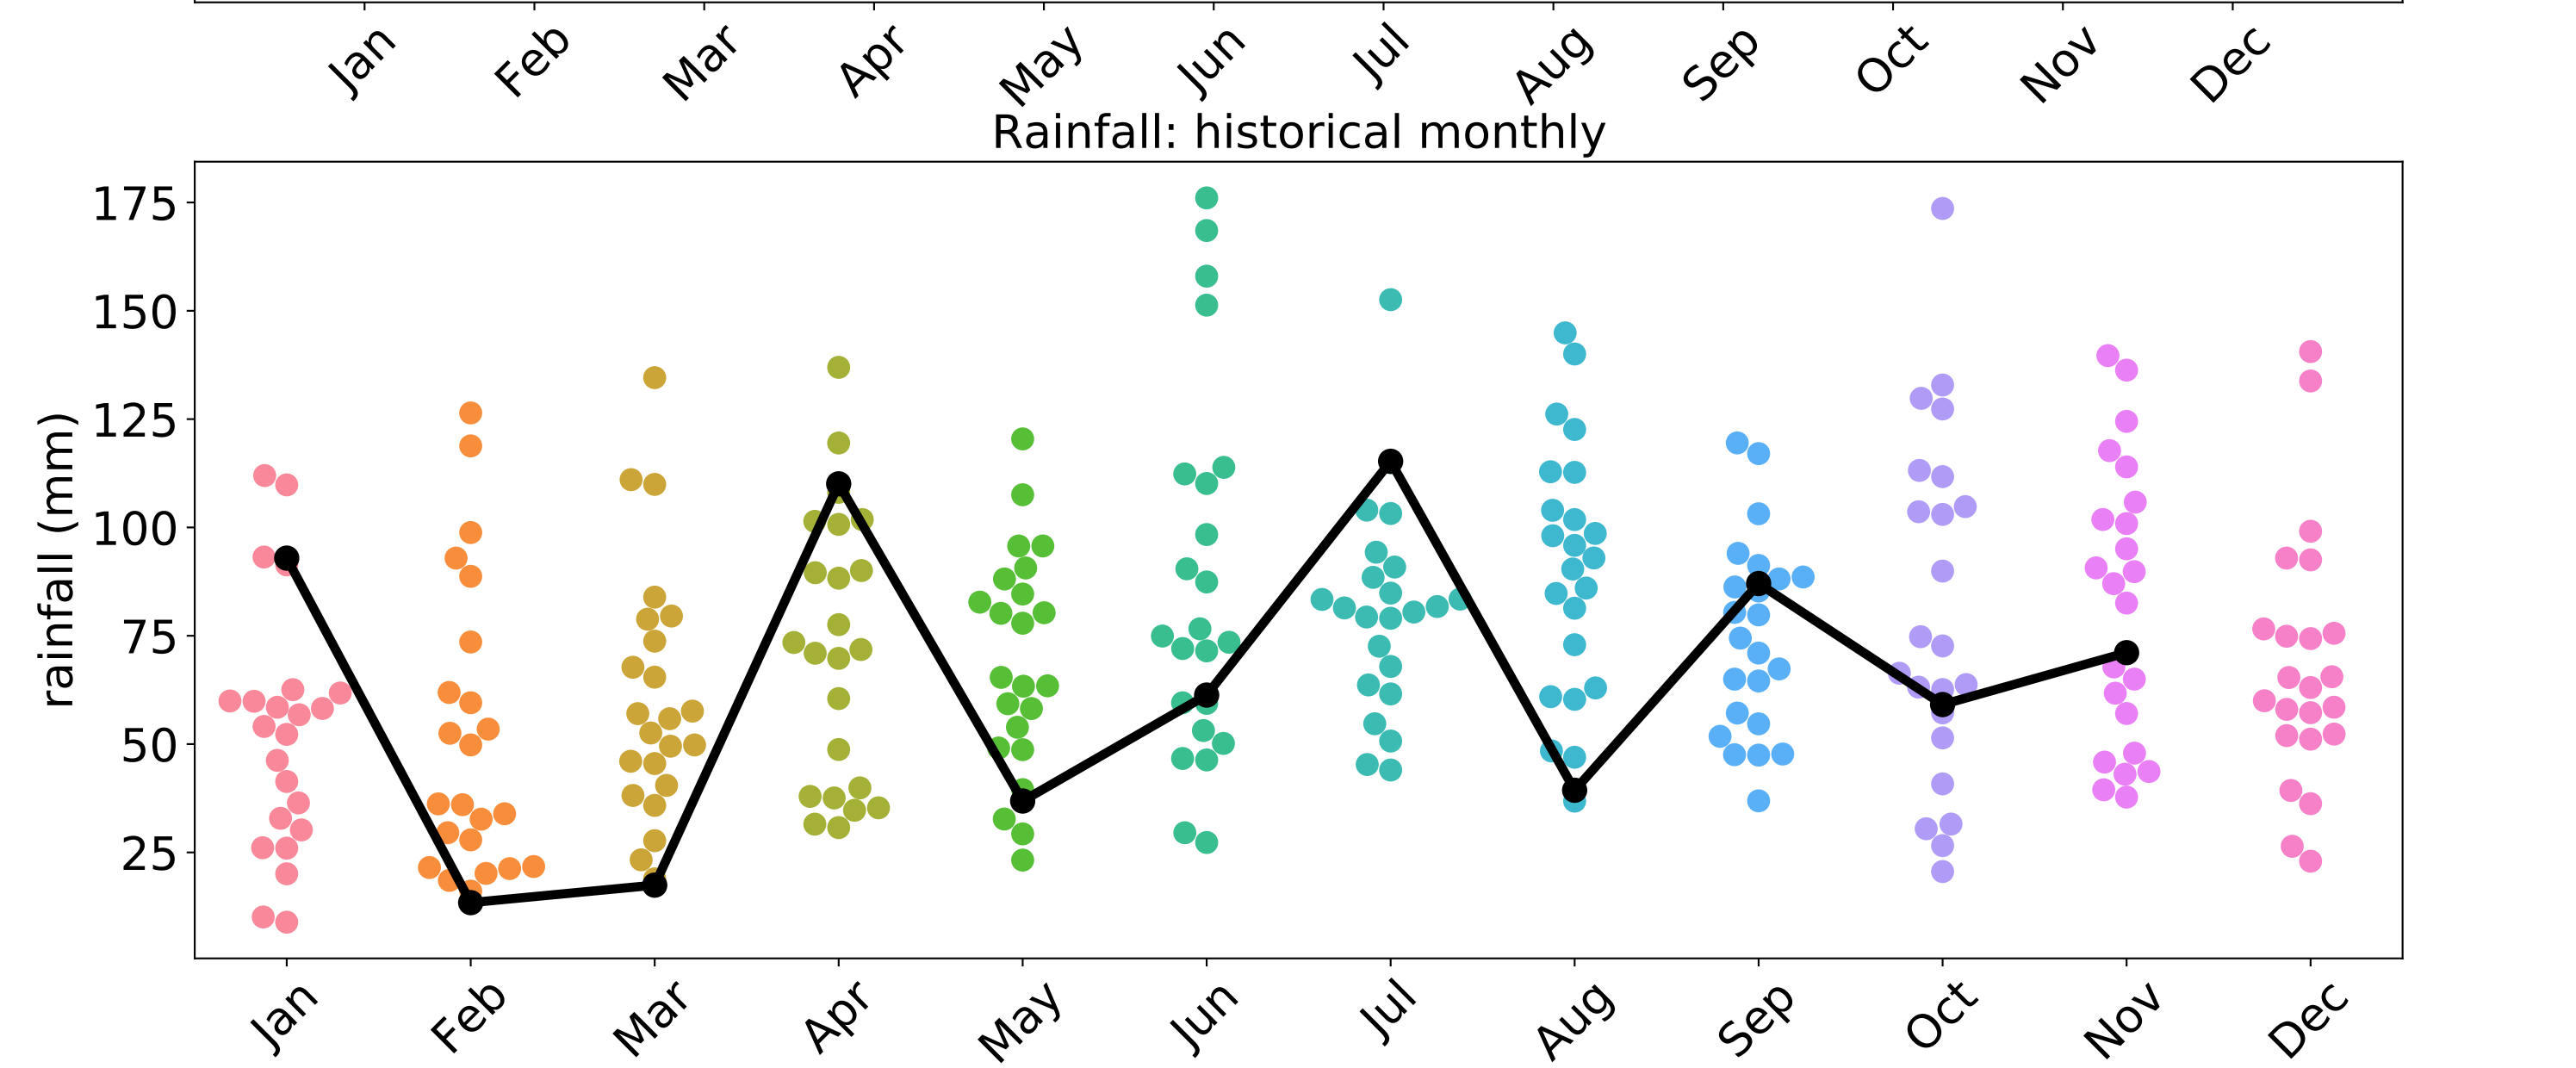 Jan Feb Mar Apr May Jun Jul Aug Sep Oct Nov Dec
Rainfall: historical monthly
rainfall (mm)
175
150
125
100
75
50
25
Jan Feb Mar Apr May Jun Jul Aug Sep Oct Nov Dec